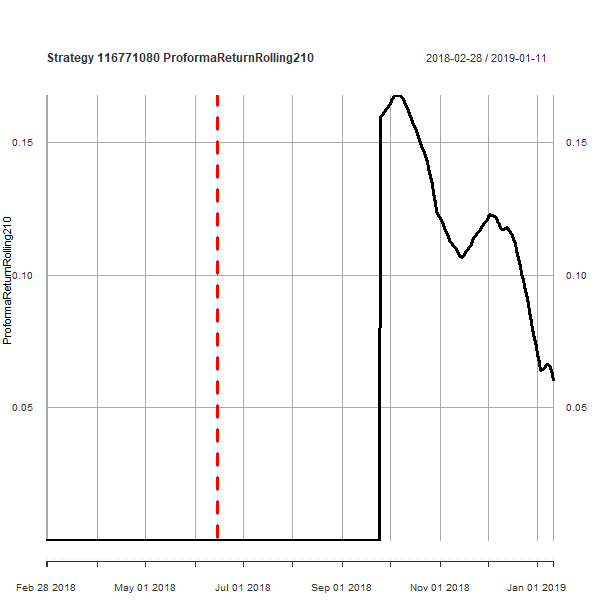 Strategy 116771080 ProformaReturnRolling210
2018-02-28 / 2019-01-11
ProformaReturnRolling210
0.15
0.15
0.10
0.10
0.05
0.05
Feb 28 2018
May 01 2018
Jul 01 2018
Sep 01 2018
Nov 01 2018
Jan 01 2019